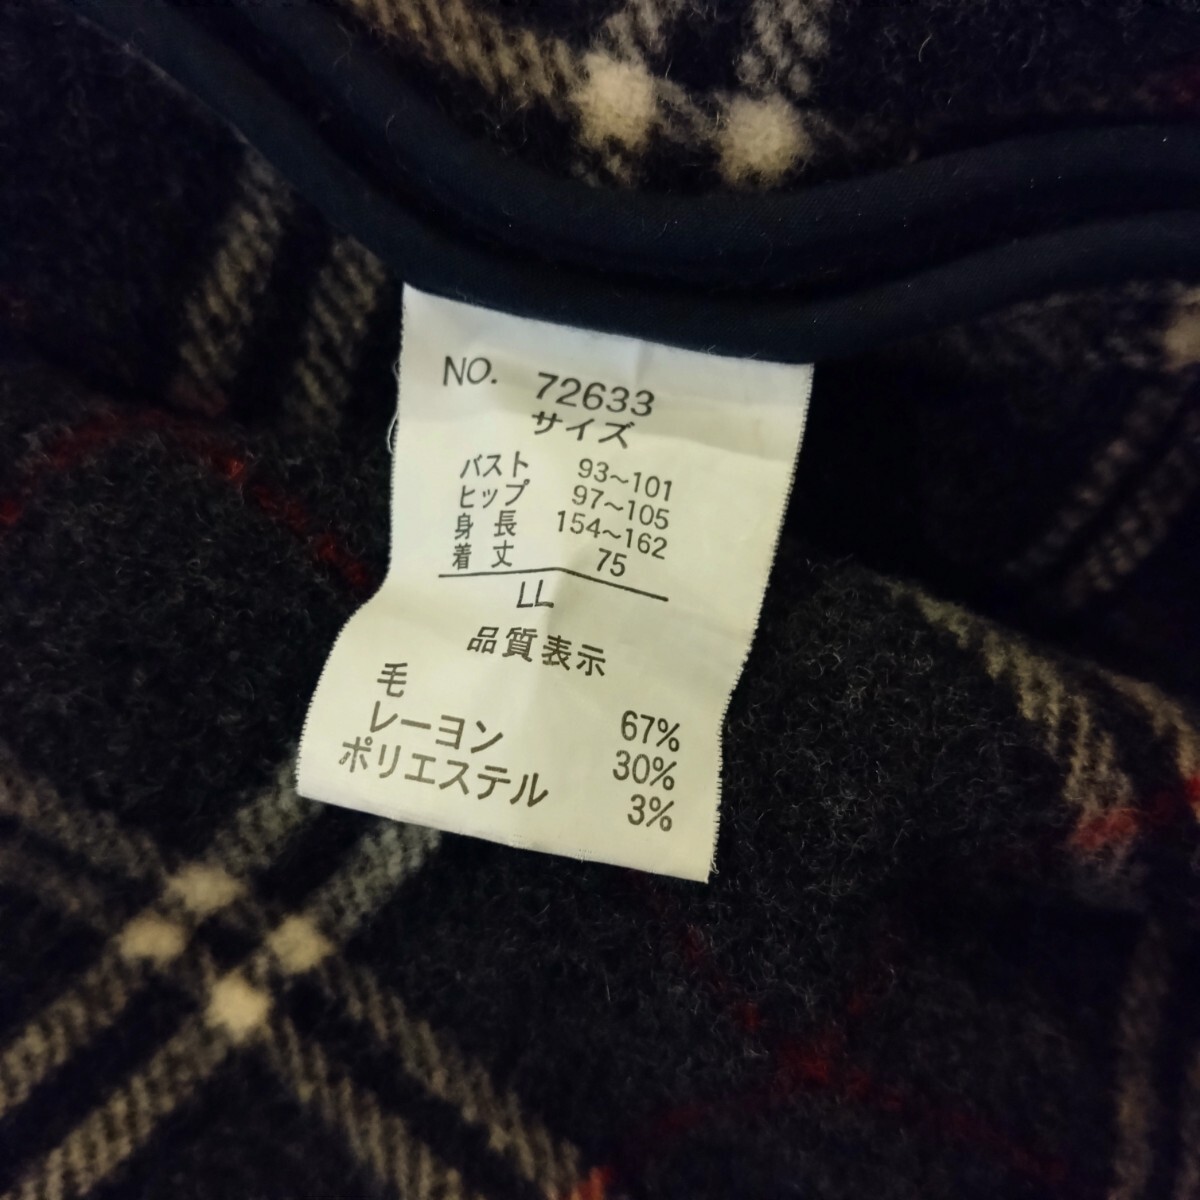 NO. 72633
サイズ
バスト 93~101
ヒップ 97~105
身長 154~162
着丈 75
LL
品質表示
毛 67%
レーヨン 30%
ポリエステル 3%